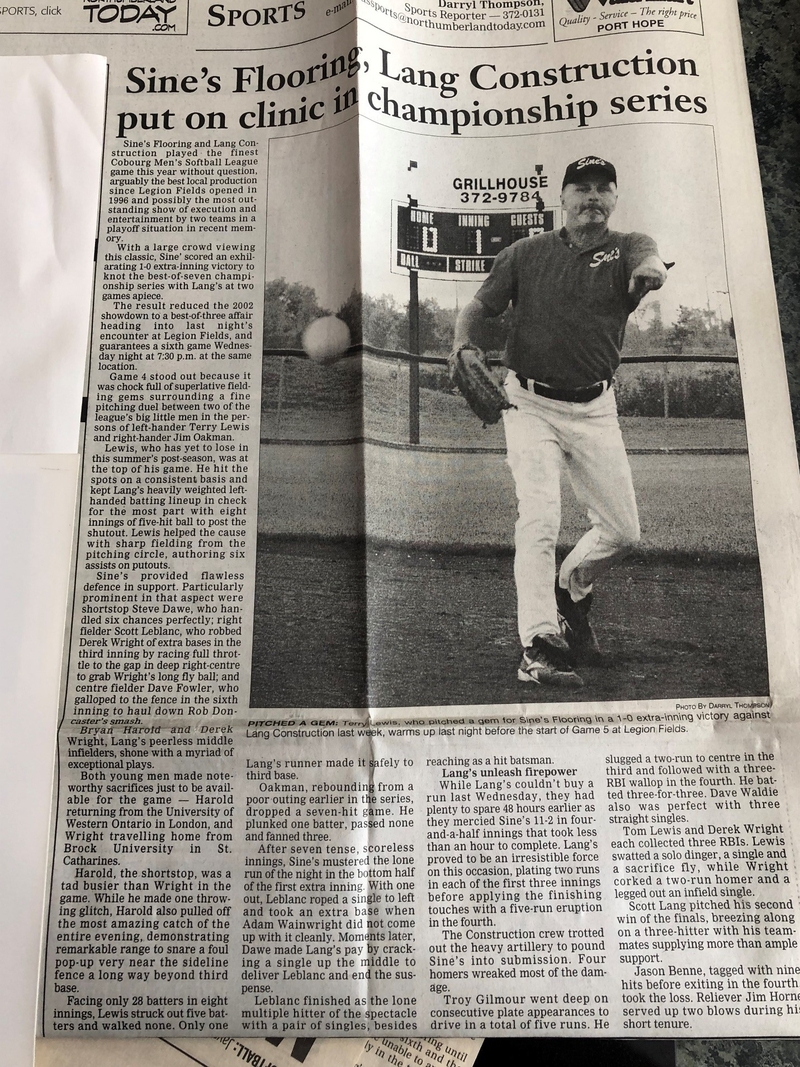 SPORTS, click
TODAY
.COM
SPORTS
Darryl Thompson,
Sports Reporter — 372-0131
sports@northumberlandtoday.com
Quality - Service - The right price
PORT HOPE
Sine's Flooring, Lang Construction
put on clinic in championship series
Sine's Flooring and Lang Con-
struction played the finest
Cobourg Men's Softball League
game this year without question,
arguably the best local production
since Legion Fields opened in
1996 and possibly the most out-
standing show of execution and
entertainment by two teams in a
playoff situation in recent mem-
ory.
With a large crowd viewing
this classic, Sine' scored an exhil-
arating 1-0 extra-inning victory to
knot the best-of-seven champi-
onship series with Lang's at two
games apiece.
The result reduced the 2002
showdown to a best-of-three affair
heading into last night's
encounter at Legion Fields, and
guarantees a sixth game Wednes-
day night at 7:30 p.m. at the same
location.
Game 4 stood out because it
was chock full of superlative field-
ing gems surrounding a fine
pitching duel between two of the
league's big little men in the per-
sons of left-hander Terry Lewis
and right-hander Jim Oakman.
Lewis, who has yet to lose in
this summer's post-season, was at
the top of his game. He hit the
spots on a consistent basis and
kept Lang's heavily weighted left-
handed batting lineup in check
for the most part with eight
innings of five-hit ball to post the
shutout. Lewis helped the cause
with sharp fielding from the
pitching circle, authoring six
assists on putouts.
Sine's provided flawless
defence in support. Particularly
prominent in that aspect were
shortstop Steve Dawe, who han-
dled six chances perfectly; right
fielder Scott Leblanc, who robbed
Derek Wright of extra bases in the
third inning by racing full throt-
tle to the gap in deep right-centre
to grab Wright's long fly ball; and
centre fielder Dave Fowler, who
galloped to the fence in the sixth
inning to haul down Rob Don-
caster's smash.
Bryan Harold and Derek
Wright, Lang's peerless middle
infielders, shone with a myriad of
exceptional plays.
Both young men made note-
worthy sacrifices just to be avail-
able for the game — Harold
returning from the University of
Western Ontario in London, and
Wright travelling home from
Brock University in St.
Catharines.
Harold, the shortstop, was a
tad busier than Wright in the
game. While he made one throw-
ing glitch, Harold also pulled off
the most amazing catch of the
entire evening, demonstrating
remarkable range to snare a foul
pop-up very near the sideline
fence a long way beyond third
base.
Facing only 28 batters in eight
innings, Lewis struck out five bat-
ters and walked none. Only one
GRILLHOUSE
372-9784
HOME INNING GUESTS
0 1
BALL STRIKE
Sine's
Sine's
PHOTO BY DARRYL THOMPSON
PITCHED A GEM: Terry Lewis, who pitched a gem for Sine's Flooring in a 1-0 extra-inning victory against
Lang Construction last week, warms up last night before the start of Game 5 at Legion Fields.
Lang's runner made it safely to
third base.
Oakman, rebounding from a
poor outing earlier in the series,
dropped a seven-hit game. He
plunked one batter, passed none
and fanned three.
After seven tense, scoreless
innings, Sine's mustered the lone
run of the night in the bottom half
of the first extra inning. With one
out, Leblanc roped a single to left
and took an extra base when
Adam Wainwright did not come
up with it cleanly. Moments later,
Dawe made Lang's pay by crack-
ing a single up the middle to
deliver Leblanc and end the sus-
pense.
Leblanc finished as the lone
multiple hitter of the spectacle
with a pair of singles, besides
reaching as a hit batsman.
Lang's unleash firepower
While Lang's couldn't buy a
run last Wednesday, they had
plenty to spare 48 hours earlier as
they mercied Sine's 11-2 in four-
and-a-half innings that took less
than an hour to complete. Lang's
proved to be an irresistible force
on this occasion, plating two runs
in each of the first three innings
before applying the finishing
touches with a five-run eruption
in the fourth.
The Construction crew trotted
out the heavy artillery to pound
Sine's into submission. Four
homers wreaked most of the dam-
age.
Troy Gilmour went deep on
consecutive plate appearances to
drive in a total of five runs. He
slugged a two-run to centre in the
third and followed with a three-
RBI wallop in the fourth. He bat-
ted three-for-three. Dave Waldie
also was perfect with three
straight singles.
Tom Lewis and Derek Wright
each collected three RBIs. Lewis
swatted a solo dinger, a single and
a sacrifice fly, while Wright
corked a two-run homer and a
legged out an infield single.
Scott Lang pitched his second
win of the finals, breezing along
on a three-hitter with his team-
mates supplying more than ample
support.
Jason Benne, tagged with nine
hits before exiting in the fourth
took the loss. Reliever Jim Horne
served up two blows during his
short tenure.